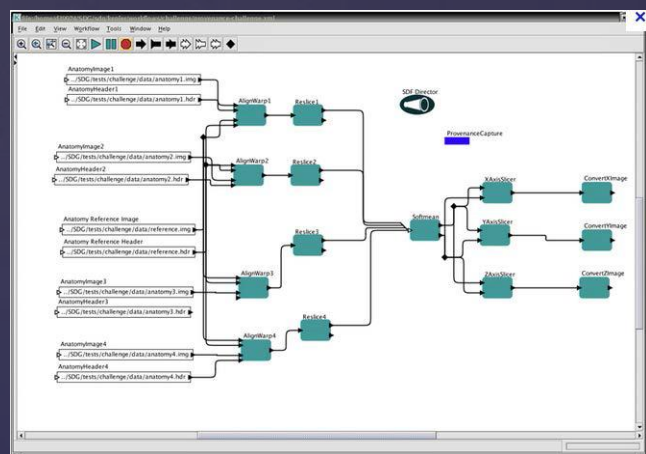 File Edit View Workflow Tools Window Help
AnatomyImage1
.../SDG/tests/challenge/data/anatomy1.img
AnatomyHeader1
.../SDG/tests/challenge/data/anatomy1.hdr
AlignWarp1
Reslice1
SDF Director
ProvenanceCapture
AnatomyImage2
.../SDG/tests/challenge/data/anatomy2.img
AnatomyHeader2
.../SDG/tests/challenge/data/anatomy2.hdr
AlignWarp2
Reslice2
XAxisSlicer
ConvertXImage
Anatomy Reference Image
.../SDG/tests/challenge/data/reference.img
Anatomy Reference Header
.../SDG/tests/challenge/data/reference.hdr
Reslice3
Softmean
YAxisSlicer
ConvertYImage
AnatomyImage3
.../SDG/tests/challenge/data/anatomy3.img
AnatomyHeader3
.../SDG/tests/challenge/data/anatomy3.hdr
AlignWarp3
ZAxisSlicer
ConvertZImage
Reslice4
AnatomyImage4
.../SDG/tests/challenge/data/anatomy4.img
AnatomyHeader4
.../SDG/tests/challenge/data/anatomy4.hdr
AlignWarp4